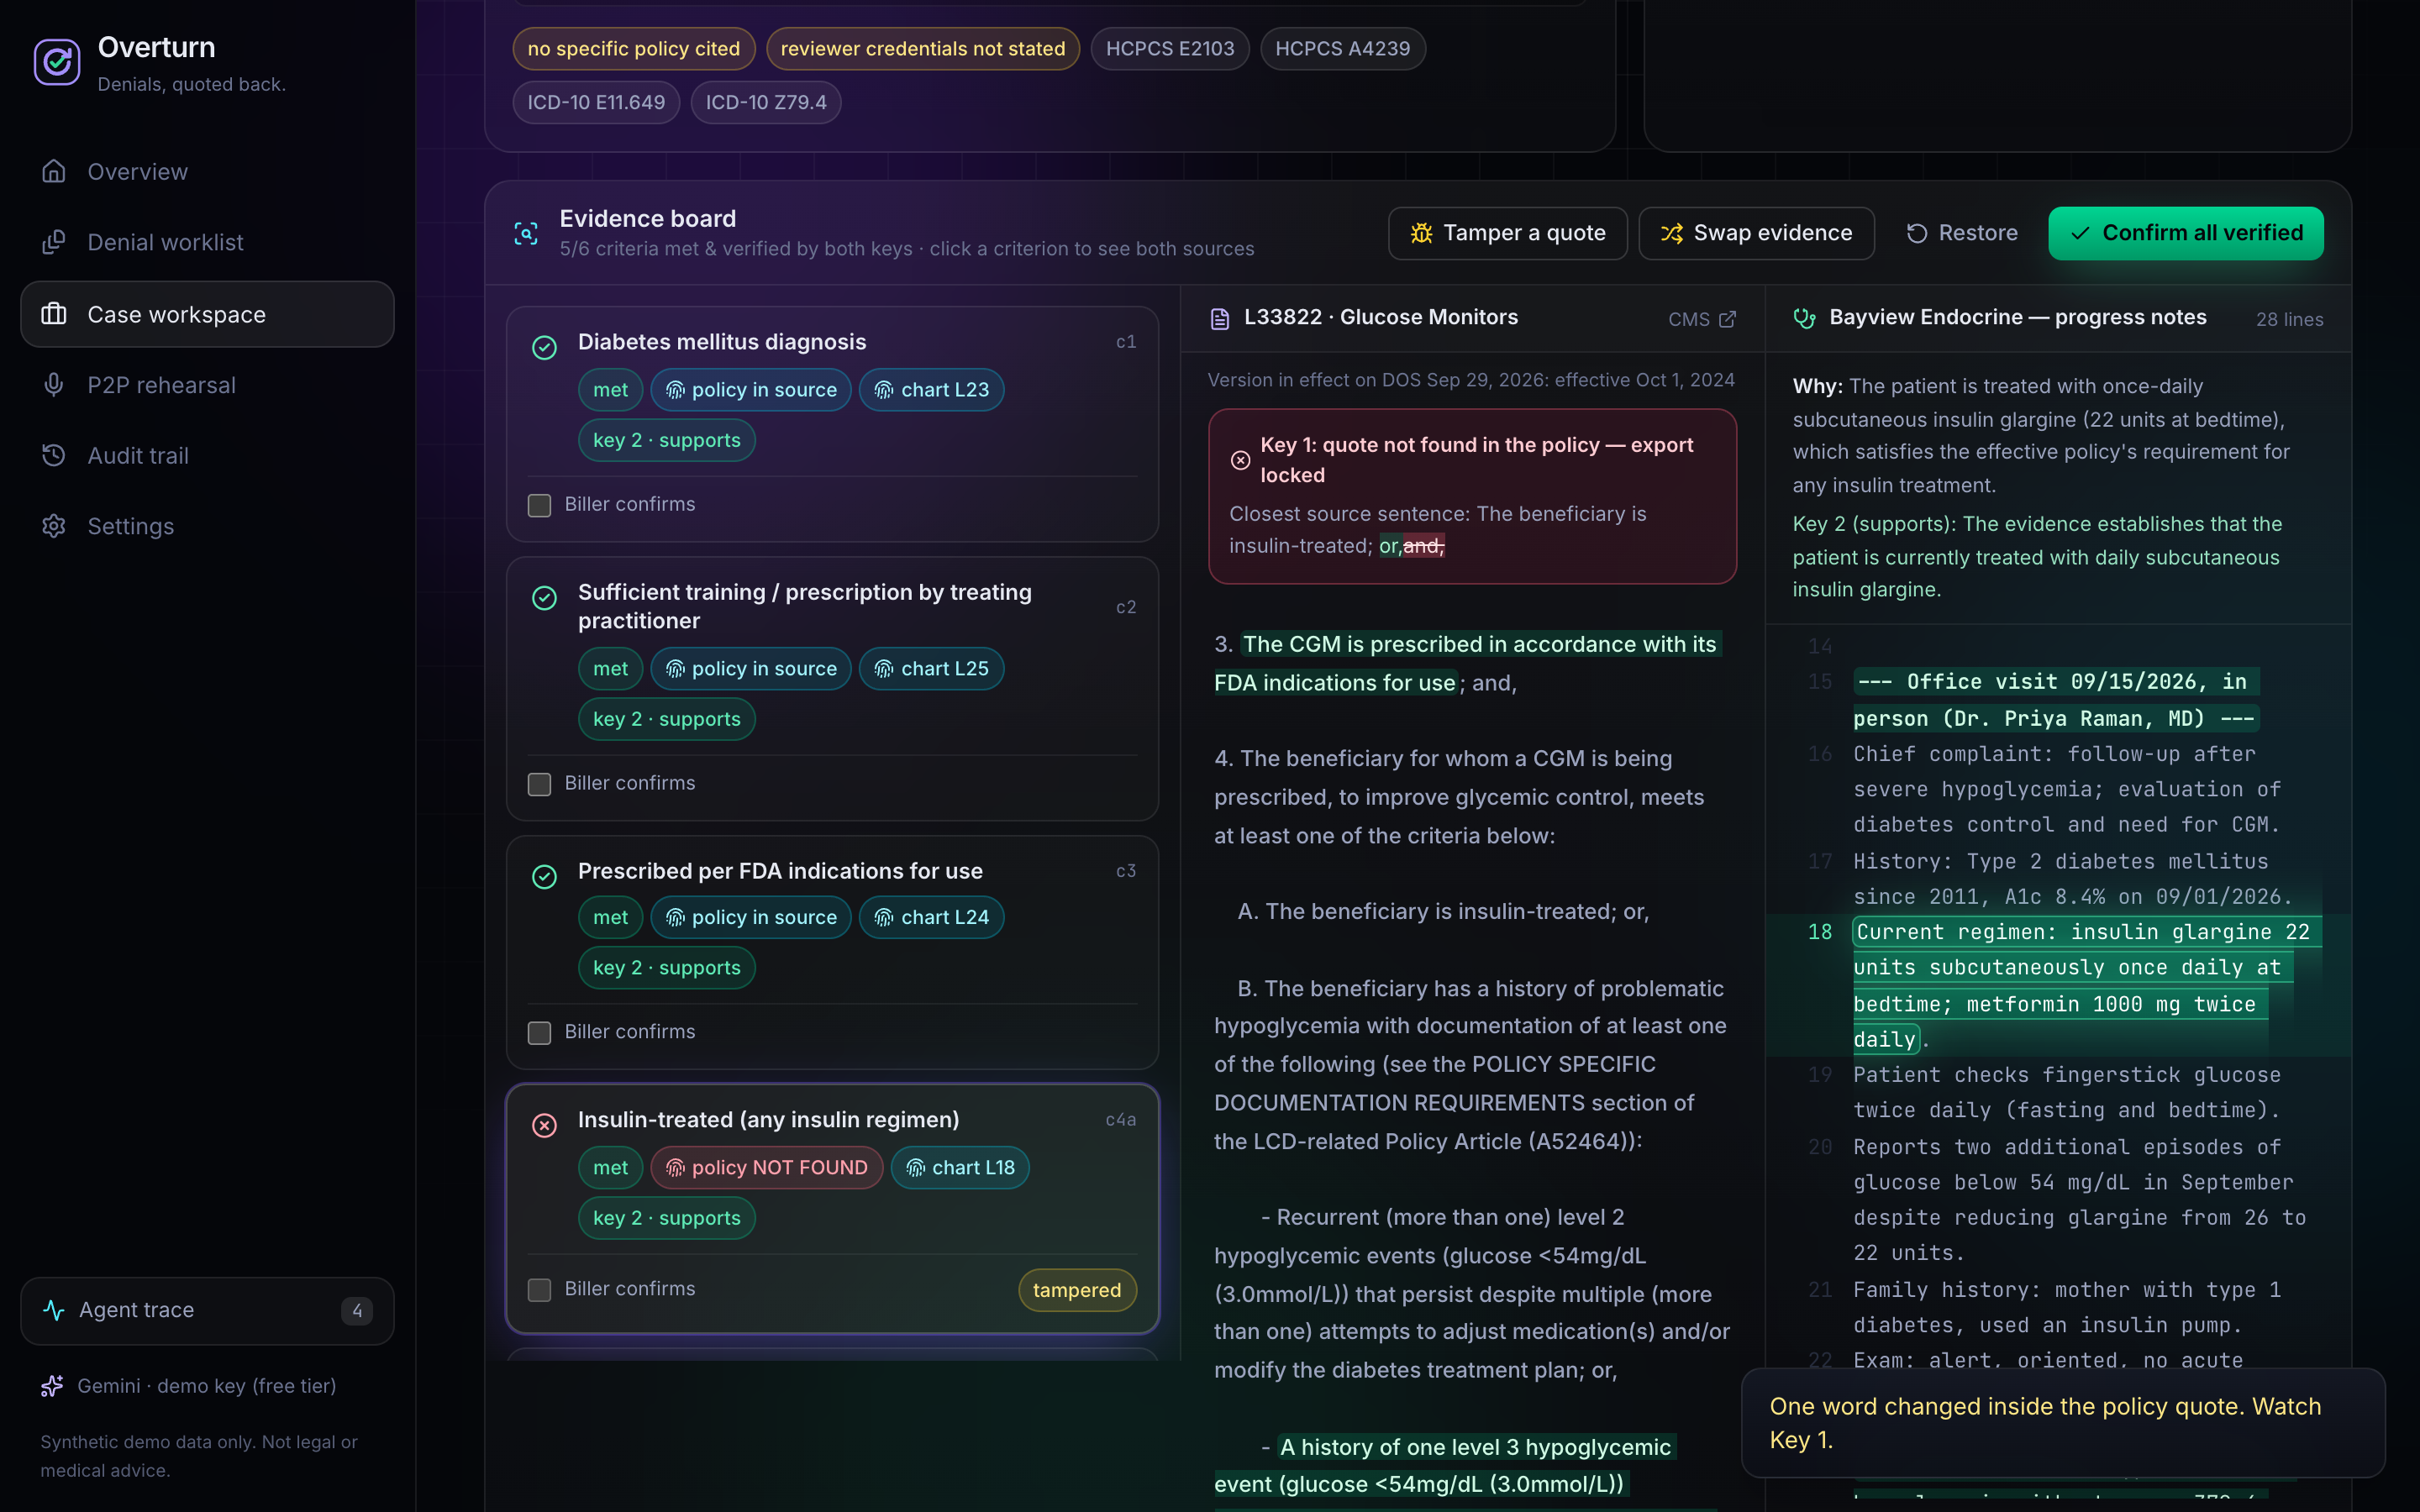 Overturn
Denials, quoted back.
Overview
Denial worklist
Case workspace
P2P rehearsal
Audit trail
Settings
Agent trace
4
Gemini · demo key (free tier)
Synthetic demo data only. Not legal or
medical advice.
no specific policy cited
reviewer credentials not stated
HCPCS E2103
HCPCS A4239
ICD-10 E11.649
ICD-10 Z79.4
Evidence board
5/6 criteria met & verified by both keys · click a criterion to see both sources
Tamper a quote
Swap evidence
Restore
Confirm all verified
Diabetes mellitus diagnosis
c1
met
policy in source
chart L23
key 2 · supports
Biller confirms
Sufficient training / prescription by treating
practitioner
c2
met
policy in source
chart L25
key 2 · supports
Biller confirms
Prescribed per FDA indications for use
c3
met
policy in source
chart L24
key 2 · supports
Biller confirms
Insulin-treated (any insulin regimen)
c4a
met
policy NOT FOUND
chart L18
key 2 · supports
Biller confirms
tampered
L33822 · Glucose Monitors
CMS
Version in effect on DOS Sep 29, 2026: effective Oct 1, 2024
Key 1: quote not found in the policy — export
locked
Closest source sentence: The beneficiary is
insulin-treated; or,and,
3. The CGM is prescribed in accordance with its
FDA indications for use; and,
4. The beneficiary for whom a CGM is being
prescribed, to improve glycemic control, meets
at least one of the criteria below:
A. The beneficiary is insulin-treated; or,
B. The beneficiary has a history of problematic
hypoglycemia with documentation of at least one
of the following (see the POLICY SPECIFIC
DOCUMENTATION REQUIREMENTS section of
the LCD-related Policy Article (A52464)):
- Recurrent (more than one) level 2
hypoglycemic events (glucose <54mg/dL
(3.0mmol/L)) that persist despite multiple (more
than one) attempts to adjust medication(s) and/or
modify the diabetes treatment plan; or,
- A history of one level 3 hypoglycemic
event (glucose <54mg/dL (3.0mmol/L))
Bayview Endocrine — progress notes
28 lines
Why: The patient is treated with once-daily
subcutaneous insulin glargine (22 units at bedtime),
which satisfies the effective policy's requirement for
any insulin treatment.
Key 2 (supports): The evidence establishes that the
patient is currently treated with daily subcutaneous
insulin glargine.
14
15 --- Office visit 09/15/2026, in
person (Dr. Priya Raman, MD) ---
16 Chief complaint: follow-up after
severe hypoglycemia; evaluation of
diabetes control and need for CGM.
17 History: Type 2 diabetes mellitus
since 2011, A1c 8.4% on 09/01/2026.
18 Current regimen: insulin glargine 22
units subcutaneously once daily at
bedtime; metformin 1000 mg twice
daily.
19 Patient checks fingerstick glucose
twice daily (fasting and bedtime).
20 Reports two additional episodes of
glucose below 54 mg/dL in September
despite reducing glargine from 26 to
22 units.
21 Family history: mother with type 1
diabetes, used an insulin pump.
22 Exam: alert, oriented, no acute
One word changed inside the policy quote. Watch
Key 1.